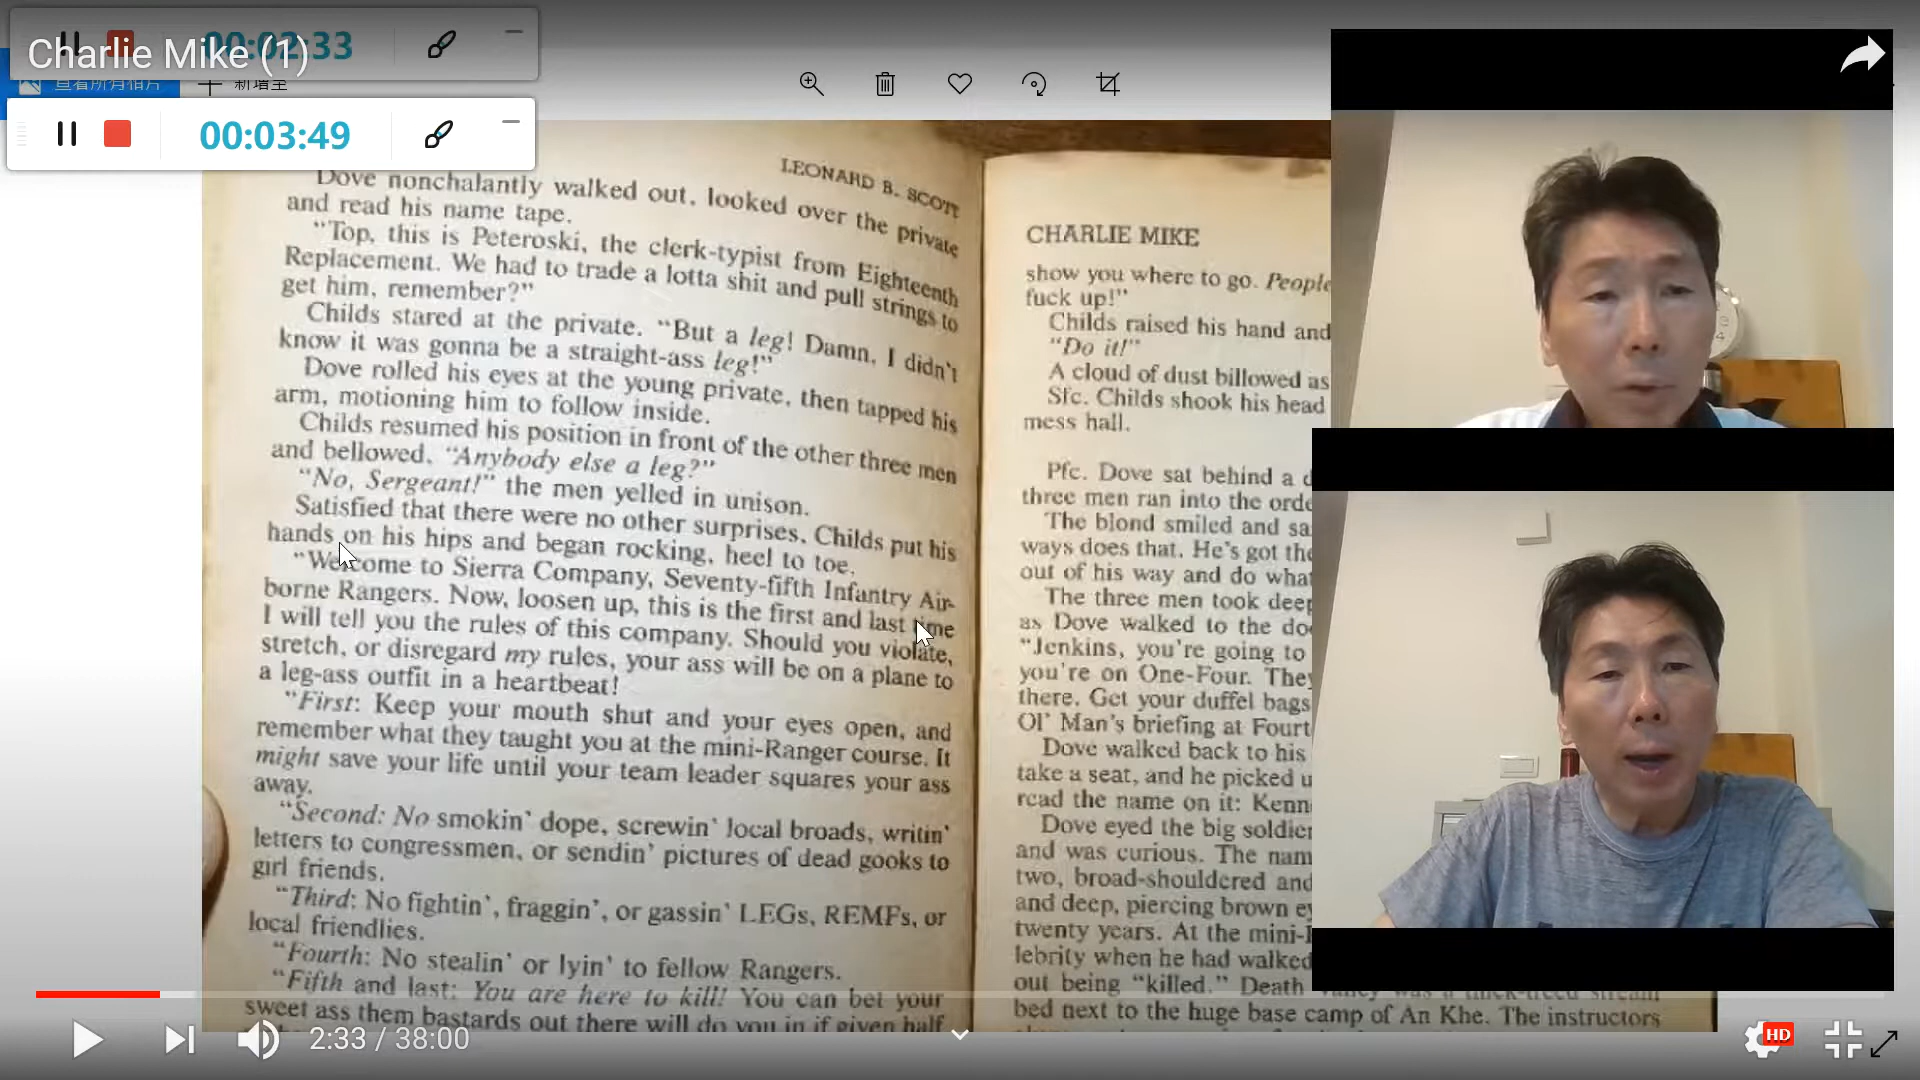 Charlie Mike (1)
00:02:33
查看所有相片
新增至
00:03:49
LEONARD B. SCOTT
Dove nonchalantly walked out, looked over the private
and read his name tape.
"Top, this is Peteroski, the clerk-typist from Eighteenth
Replacement. We had to trade a lotta shit and pull strings to
get him, remember?"
Childs stared at the private. "But a leg! Damn, I didn't
know it was gonna be a straight-ass leg!"
Dove rolled his eyes at the young private, then tapped his
arm, motioning him to follow inside.
Childs resumed his position in front of the other three men
and bellowed, "Anybody else a leg?"
"No, Sergeant!" the men yelled in unison.
Satisfied that there were no other surprises, Childs put his
hands on his hips and began rocking, heel to toe.
"Welcome to Sierra Company, Seventy-fifth Infantry Air-
borne Rangers. Now, loosen up, this is the first and last time
I will tell you the rules of this company. Should you violate,
stretch, or disregard my rules, your ass will be on a plane to
a leg-ass outfit in a heartbeat!
"First: Keep your mouth shut and your eyes open, and
remember what they taught you at the mini-Ranger course. It
might save your life until your team leader squares your ass
away.
"Second: No smokin' dope, screwin' local broads, writin'
letters to congressmen, or sendin' pictures of dead gooks to
girl friends.
"Third: No fightin', fraggin', or gassin' LEGs, REMFs, or
local friendlies.
"Fourth: No stealin' or lyin' to fellow Rangers.
"Fifth and last: You are here to kill! You can bet your
sweet ass them bastards out there will do you in if given half
CHARLIE MIKE
show you where to go. People
fuck up!"
Childs raised his hand and
"Do it!"
A cloud of dust billowed as
Sfc. Childs shook his head
mess hall.
Pfc. Dove sat behind a d
three men ran into the orde
The blond smiled and sa
ways does that. He's got the
out of his way and do wha
The three men took deep
as Dove walked to the do
"Jenkins, you're going to
you're on One-Four. They
there. Get your duffel bags
Ol' Man's briefing at Fourt
Dove walked back to his
take a seat, and he picked u
read the name on it: Kenn
Dove eyed the big soldier
and was curious. The nam
two, broad-shouldered and
and deep, piercing brown ey
twenty years. At the mini-
lebrity when he had walked
out being "killed." Death Valley was a thick-treed stream
bed next to the huge base camp of An Khe. The instructors
2:33 / 38:00
HD